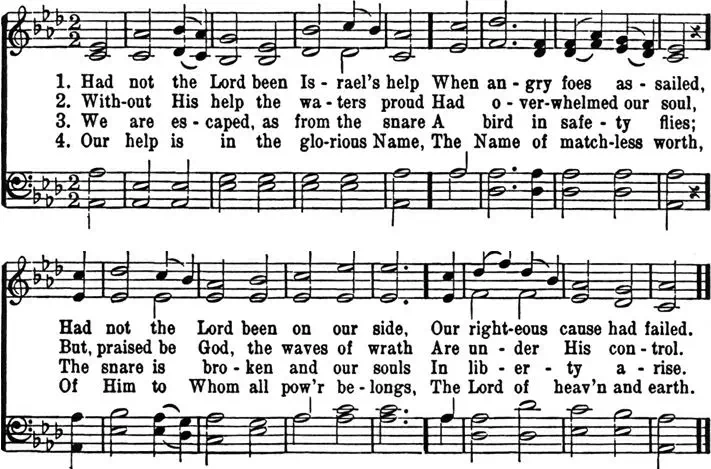 1. Had not the Lord been Is-rael's help When an-gry foes as-sailed,
2. With-out His help the wa-ters proud Had o-ver-whelmed our soul,
3. We are es-caped, as from the snare A bird in safe-ty flies;
4. Our help is in the glo-rious Name, The Name of match-less worth,
Had not the Lord been on our side, Our right-eous cause had failed.
But, praised be God, the waves of wrath Are un-der His con-trol.
The snare is bro-ken and our souls In lib-er-ty a-rise.
Of Him to Whom all pow'r be-longs, The Lord of heav'n and earth.